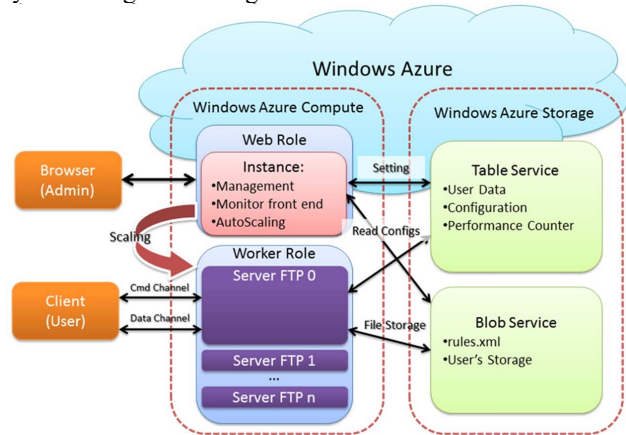 Windows Azure
Windows Azure Compute
Windows Azure Storage
Web Role
Instance:
•Management
•Monitor front end
•AutoScaling
Browser
(Admin)
Setting
Table Service
•User Data
•Configuration
•Performance Counter
Scaling
Read Configs
Worker Role
Server FTP 0
Client
(User)
Cmd Channel
Data Channel
File Storage
Blob Service
•rules.xml
•User's Storage
Server FTP 1
...
Server FTP n